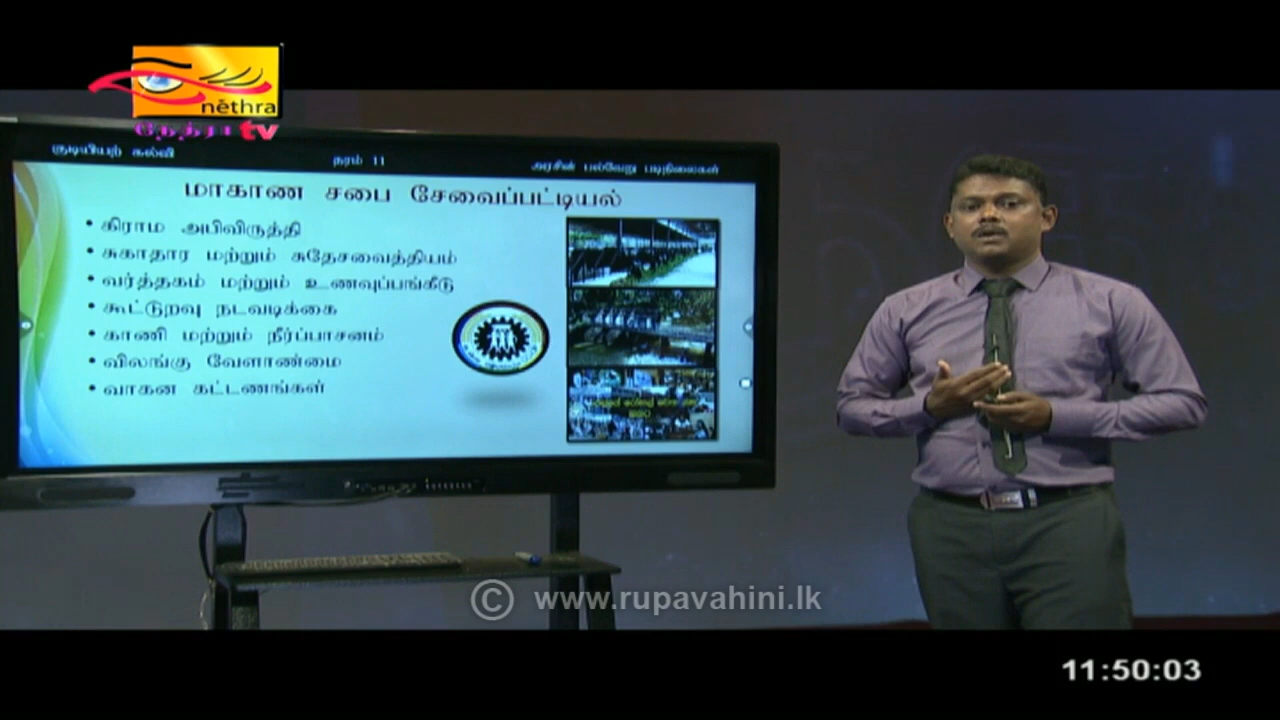 nēthra
நேத்ரா tv
குடியியற் கல்வி தரம் 11 அரசின் பல்வேறு படிநிலைகள்
மாகாண சபை சேவைப்பட்டியல்
• கிராம அபிவிருத்தி
• சுகாதார மற்றும் சுதேசவைத்தியம்
• வர்த்தகம் மற்றும் உணவுப்பங்கீடு
• கூட்டுறவு நடவடிக்கை
• காணி மற்றும் நீர்ப்பாசனம்
• விலங்கு வேளாண்மை
• வாகன கட்டணங்கள்
© www.rupavahini.lk
11:50:03